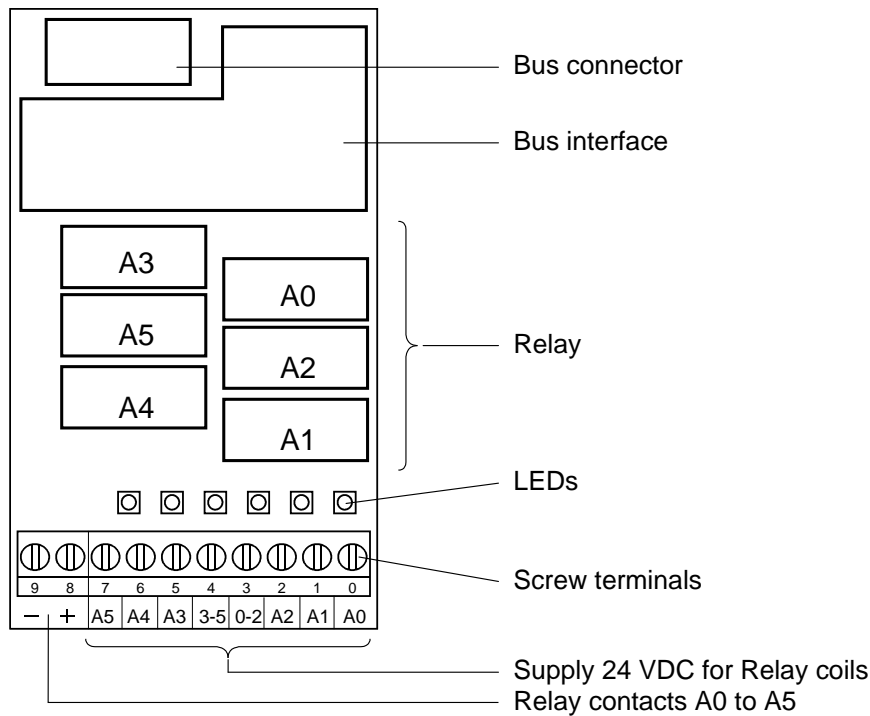 Bus connector
Bus interface
A3
A0
A5
Relay
A2
A4
A1
LEDs
Screw terminals
9 8 7 6 5 4 3 2 1 0
− + A5 A4 A3 3-5 0-2 A2 A1 A0
Supply 24 VDC for Relay coils
Relay contacts A0 to A5